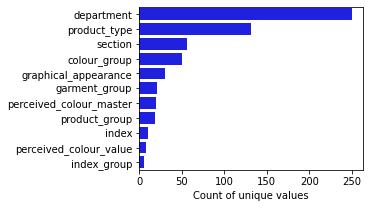 department
product_type
section
colour_group
graphical_appearance
garment_group
perceived_colour_master
product_group
index
perceived_colour_value
index_group
0 50 100 150 200 250
Count of unique values